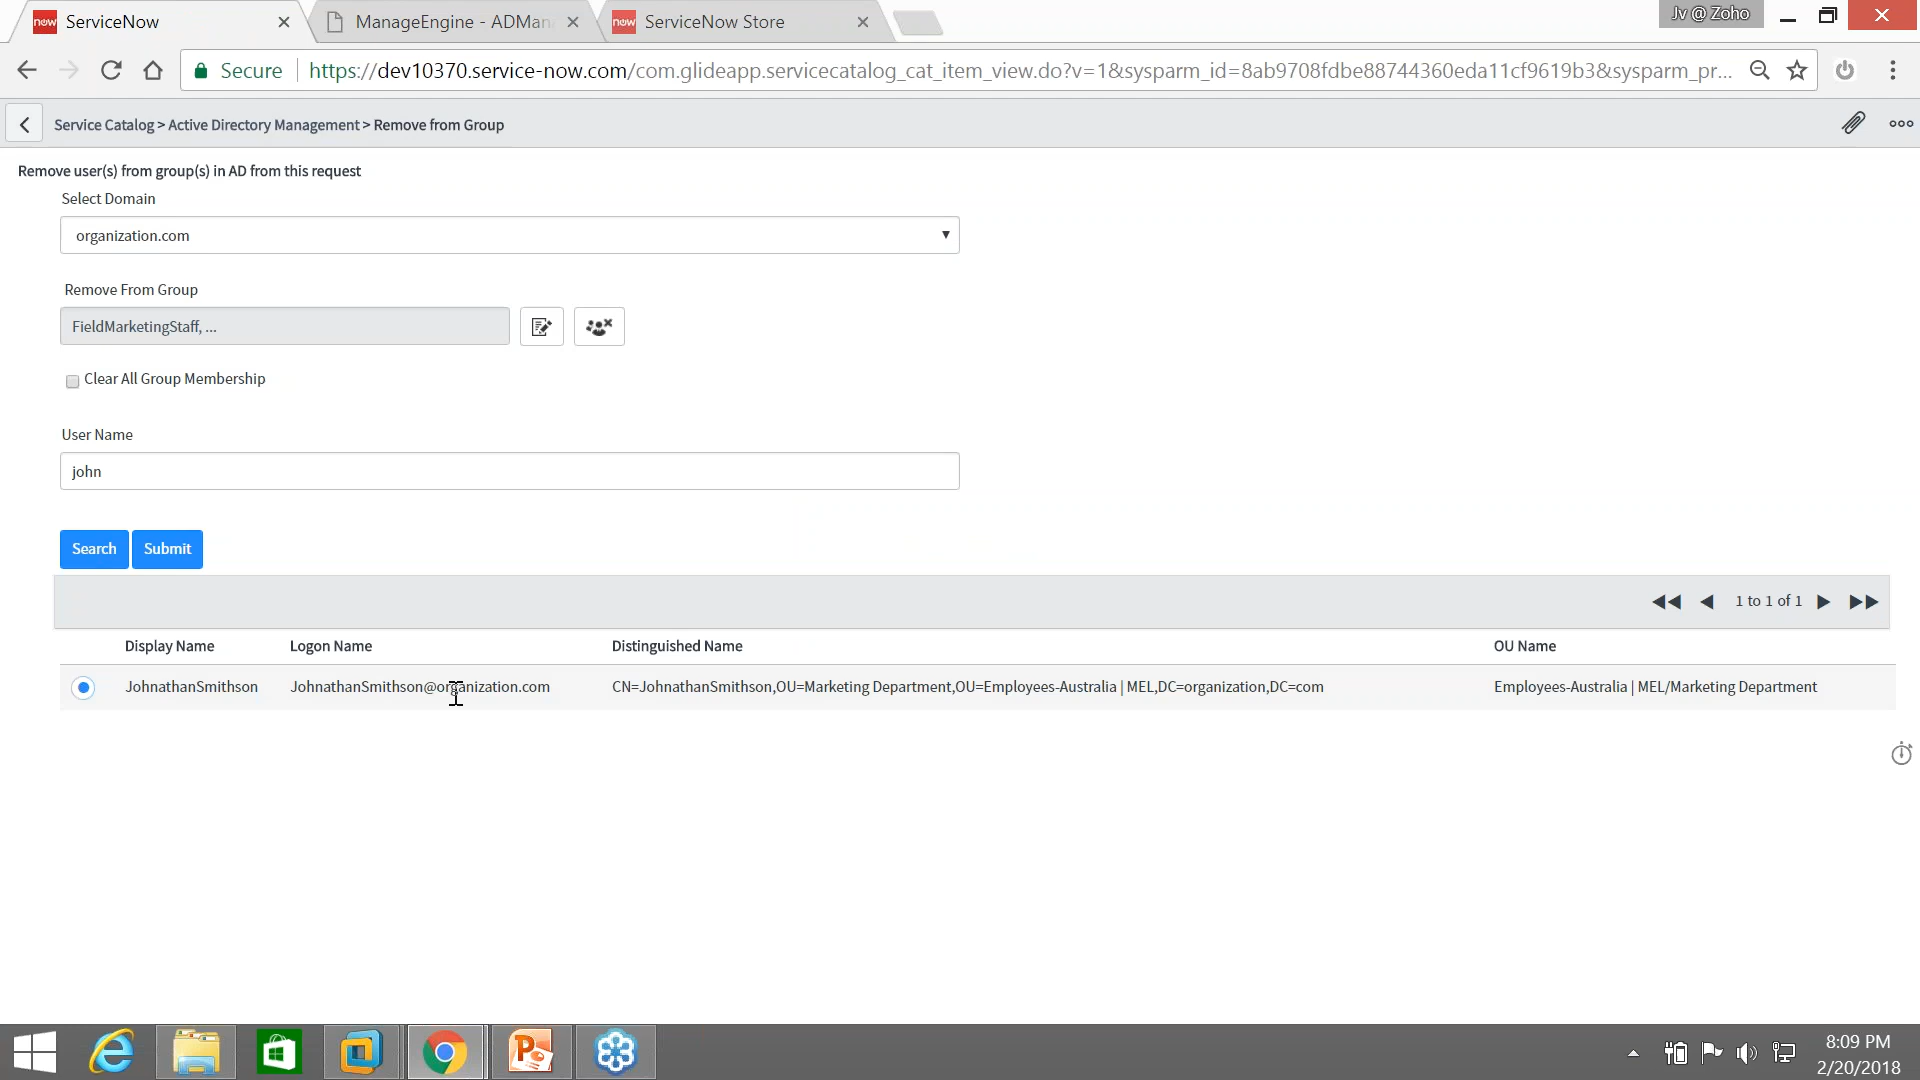 now ServiceNow
ManageEngine - ADMan
now ServiceNow Store
Jv @ Zoho
Secure https://dev10370.service-now.com/com.glideapp.servicecatalog_cat_item_view.do?v=1&sysparm_id=8ab9708fdbe88744360eda11cf9619b3&sysparm_pr...
Service Catalog > Active Directory Management > Remove from Group
Remove user(s) from group(s) in AD from this request
Select Domain
organization.com
Remove From Group
FieldMarketingStaff, ...
Clear All Group Membership
User Name
john
Search Submit
1 to 1 of 1
Display Name Logon Name Distinguished Name OU Name
JohnathanSmithson JohnathanSmithson@organization.com CN=JohnathanSmithson,OU=Marketing Department,OU=Employees-Australia | MEL,DC=organization,DC=com Employees-Australia | MEL/Marketing Department
8:09 PM
2/20/2018